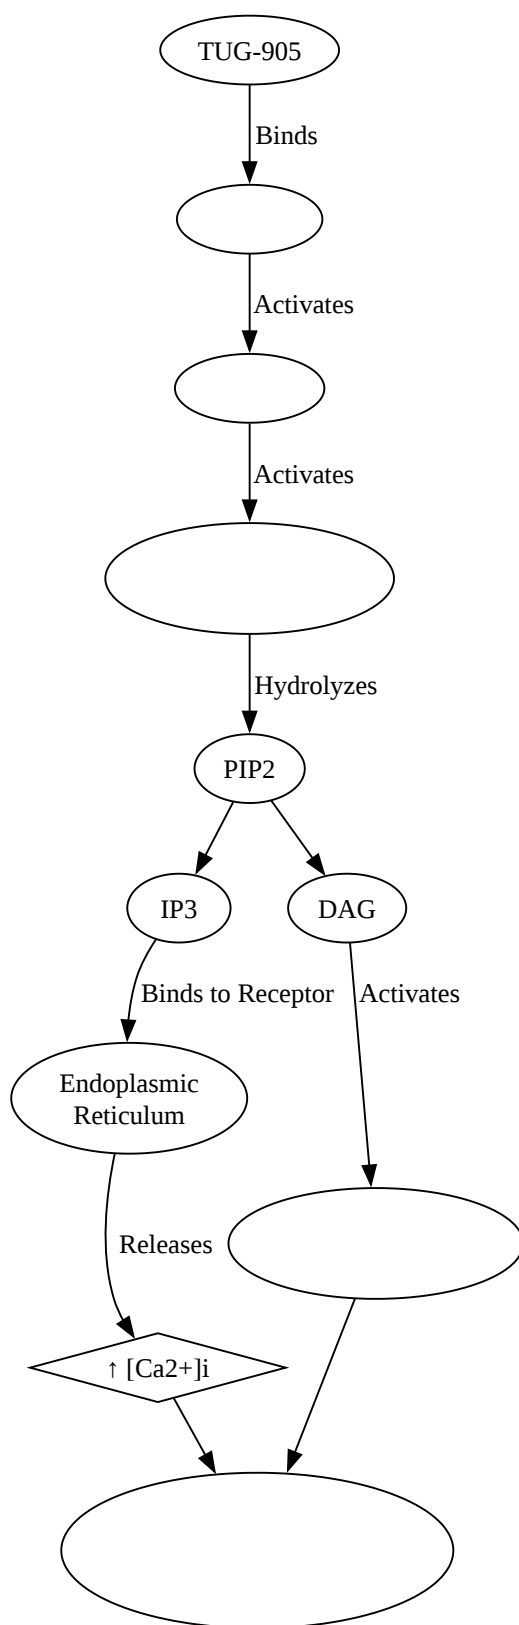 TUG-905
Binds
Activates
Activates
Hydrolyzes
PIP2
IP3
DAG
Binds to Receptor
Activates
Endoplasmic
Reticulum
Releases
↑ [Ca2+]i